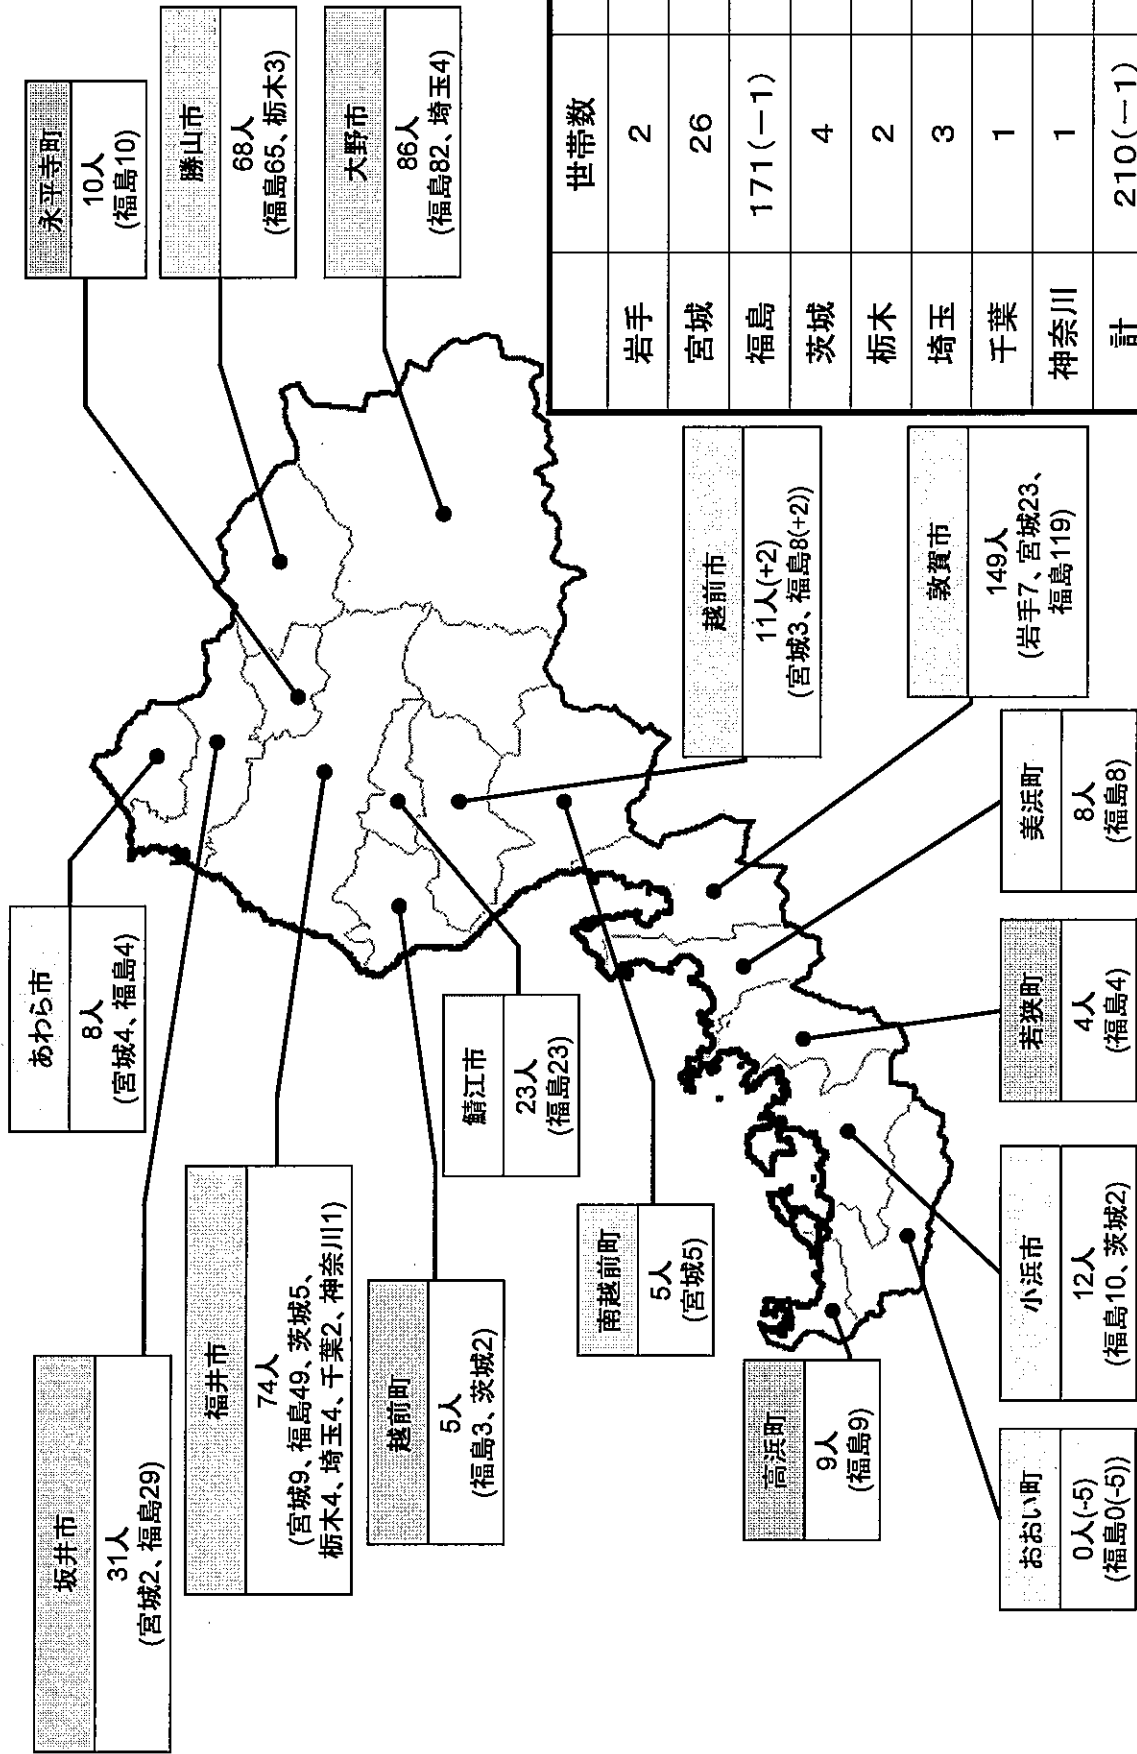 坂井市
31人
(宮城2、福島29)
あわら市
8人
(宮城4、福島4)
永平寺町
10人
(福島10)
勝山市
68人
(福島65、栃木3)
大野市
86人
(福島82、埼玉4)
福井市
74人
(宮城9、福島49、茨城5、
栃木4、埼玉4、千葉2、神奈川1)
越前町
5人
(福島3、茨城2)
鯖江市
23人
(福島23)
南越前町
5人
(宮城5)
越前市
11人(+2)
(宮城3、福島8(+2))
敦賀市
149人
(岩手7、宮城23、
福島119)
美浜町
8人
(福島8)
若狭町
4人
(福島4)
小浜市
12人
(福島10、茨城2)
おおい町
0人(-5)
(福島0(-5))
高浜町
9人
(福島9)
世帯数
岩手 2
宮城 26
福島 171(-1)
茨城 4
栃木 2
埼玉 3
千葉 1
神奈川 1
計 210(-1)